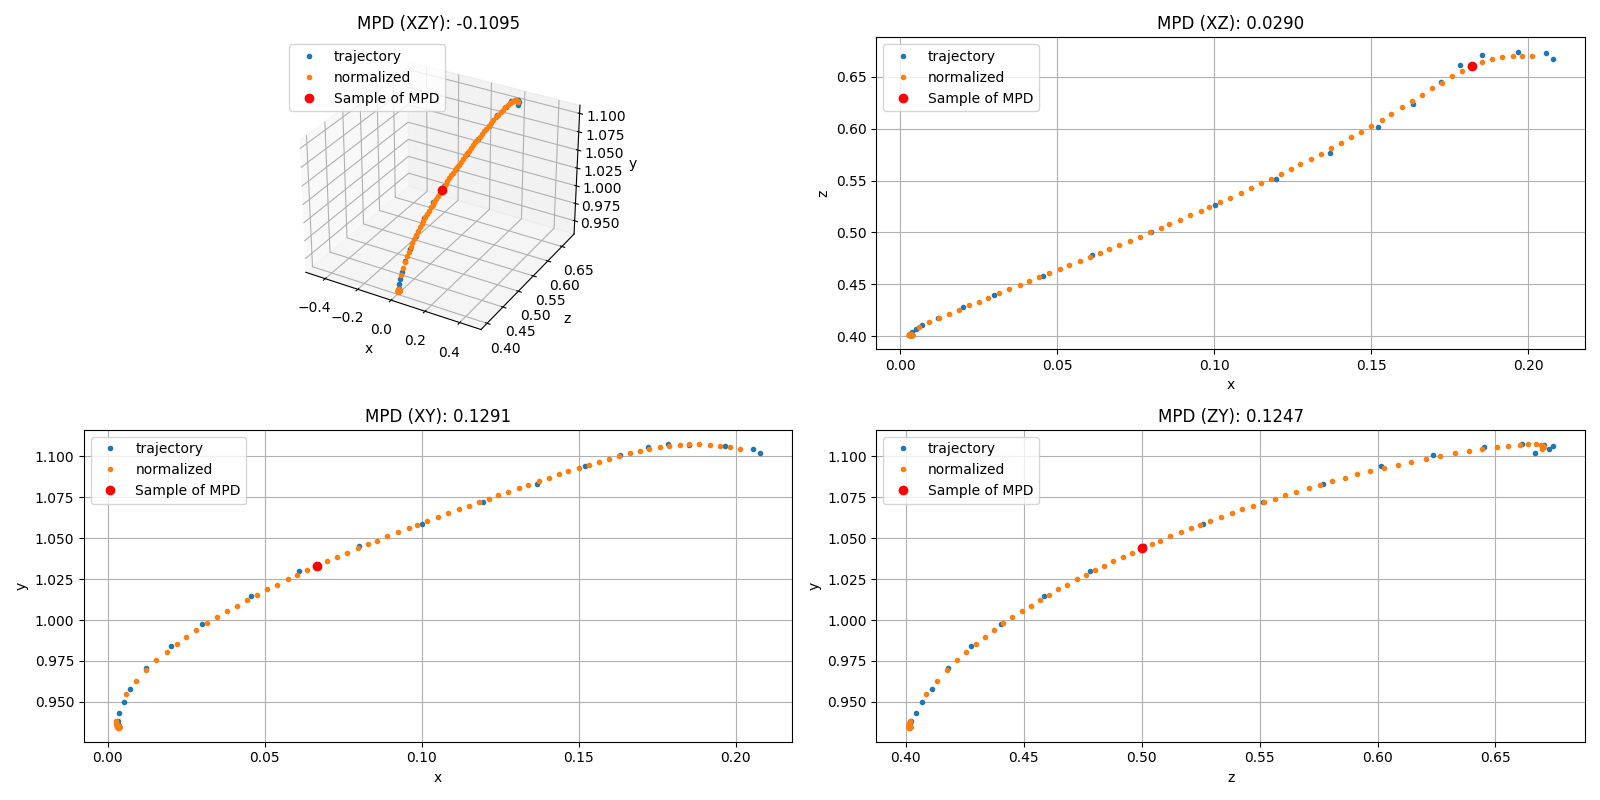 MPD (XZY): -0.1095
trajectory
normalized
Sample of MPD
1.100
1.075
1.050
1.025
1.000
0.975
0.950
y
0.65
0.60
0.55
0.50
0.45
0.40
z
−0.4
−0.2
0.0
0.2
0.4
x
MPD (XZ): 0.0290
trajectory
normalized
Sample of MPD
0.65
0.60
0.55
0.50
0.45
0.40
z
0.00 0.05 0.10 0.15 0.20
x
MPD (XY): 0.1291
trajectory
normalized
Sample of MPD
1.100
1.075
1.050
1.025
1.000
0.975
0.950
y
0.00 0.05 0.10 0.15 0.20
x
MPD (ZY): 0.1247
trajectory
normalized
Sample of MPD
1.100
1.075
1.050
1.025
1.000
0.975
0.950
y
0.40 0.45 0.50 0.55 0.60 0.65
z